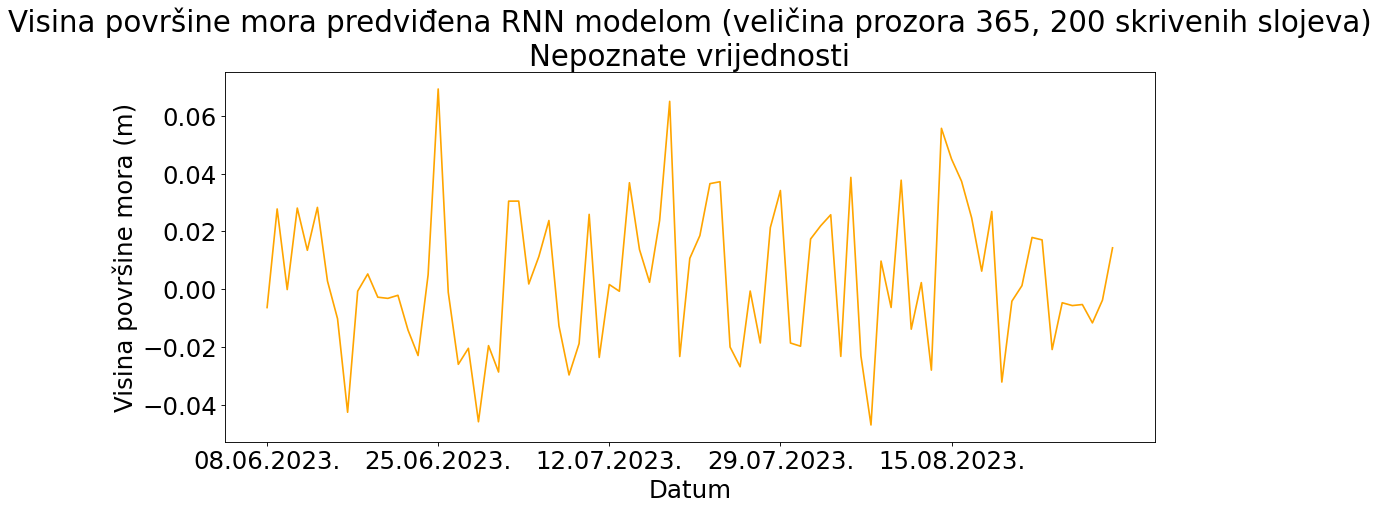 Visina površine mora predviđena RNN modelom (veličina prozora 365, 200 skrivenih slojeva)
Nepoznate vrijednosti
Visina površine mora (m)
0.06
0.04
0.02
0.00
−0.02
−0.04
08.06.2023. 25.06.2023. 12.07.2023. 29.07.2023. 15.08.2023.
Datum